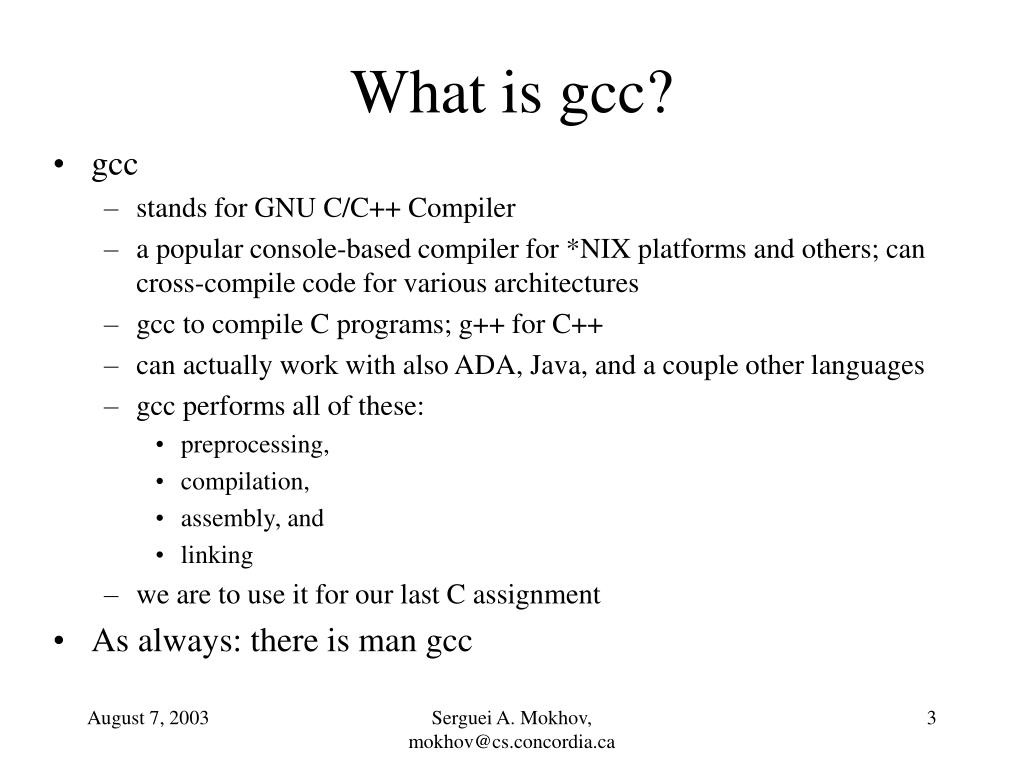 What is gcc?
• gcc
– stands for GNU C/C++ Compiler
– a popular console-based compiler for *NIX platforms and others; can
cross-compile code for various architectures
– gcc to compile C programs; g++ for C++
– can actually work with also ADA, Java, and a couple other languages
– gcc performs all of these:
• preprocessing,
• compilation,
• assembly, and
• linking
– we are to use it for our last C assignment
• As always: there is man gcc
August 7, 2003
Serguei A. Mokhov,
mokhov@cs.concordia.ca
3